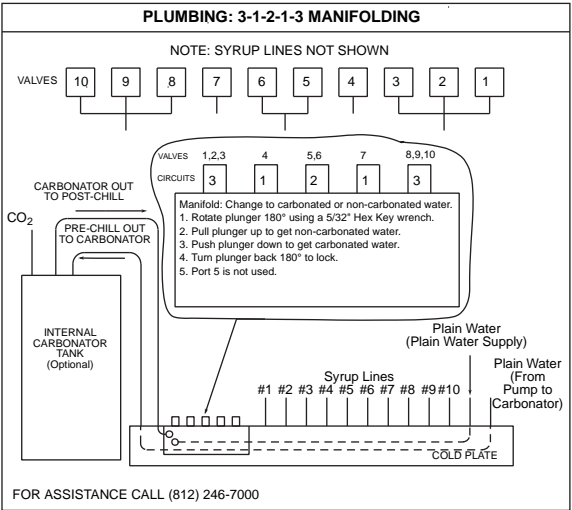 PLUMBING: 3-1-2-1-3 MANIFOLDING
NOTE: SYRUP LINES NOT SHOWN
VALVES 10 9 8 7 6 5 4 3 2 1
VALVES 1,2,3 4 5,6 7 8,9,10
CIRCUITS 3 1 2 1 3
Manifold: Change to carbonated or non-carbonated water.
1. Rotate plunger 180° using a 5/32" Hex Key wrench.
2. Pull plunger up to get non-carbonated water.
3. Push plunger down to get carbonated water.
4. Turn plunger back 180° to lock.
5. Port 5 is not used.
CARBONATOR OUT
TO POST-CHILL
CO2
PRE-CHILL OUT
TO CARBONATOR
INTERNAL
CARBONATOR
TANK
(Optional)
Plain Water
(Plain Water Supply)
Plain Water
(From
Pump to
Carbonator)
Syrup Lines
#1 #2 #3 #4 #5 #6 #7 #8 #9 #10
COLD PLATE
FOR ASSISTANCE CALL (812) 246-7000